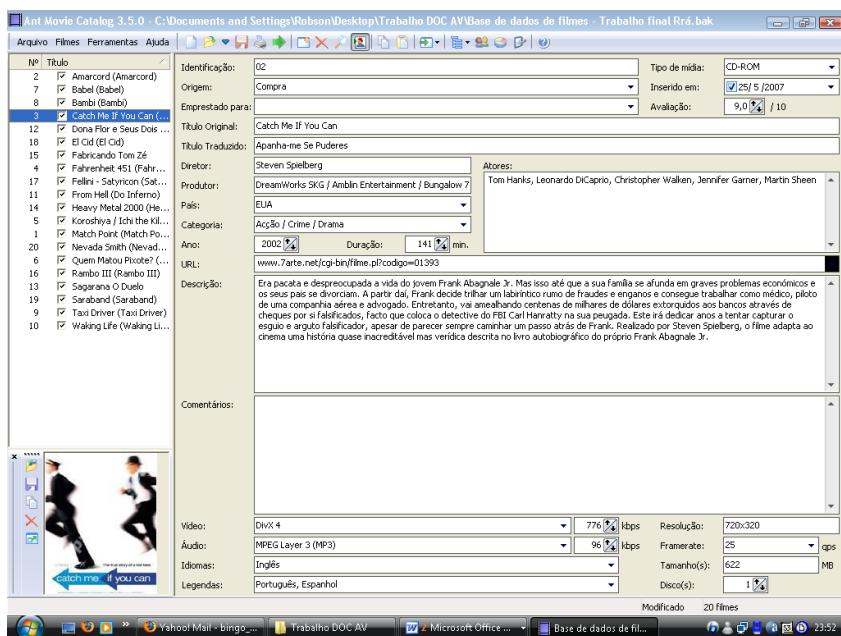 Ant Movie Catalog 3.5.0 - C:\Documents and Settings\Robson\Desktop\Trabalho DOC AV\Base de dados de filmes - Trabalho final Rrá.bak
Arquivo Filmes Ferramentas Ajuda
Nº Título
2 Amarcord (Amarcord)
7 Babel (Babel)
8 Bambi (Bambi)
3 Catch Me If You Can (...
12 Dona Flor e Seus Dois ...
18 El Cid (El Cid)
15 Fabricando Tom Zé
4 Fahrenheit 451 (Fahr...
17 Fellini - Satyricon (Sat...
11 From Hell (Do Inferno)
14 Heavy Metal 2000 (He...
5 Koroshiya / Ichi the Kil...
1 Match Point (Match Po...
20 Nevada Smith (Nevad...
6 Quem Matou Pixote? (...
16 Rambo III (Rambo III)
13 Sagarana O Duelo
19 Saraband (Saraband)
9 Taxi Driver (Taxi Driver)
10 Waking Life (Waking Li...
catch me if you can
Identificação: 02 Tipo de mídia: CD-ROM
Origem: Compra Inserido em: 25/ 5 /2007
Emprestado para: Avaliação: 9,0 / 10
Título Original: Catch Me If You Can
Título Traduzido: Apanha-me Se Puderes
Diretor: Steven Spielberg Atores:
Produtor: DreamWorks SKG / Amblin Entertainment / Bungalow 7 Tom Hanks, Leonardo DiCaprio, Christopher Walken, Jennifer Garner, Martin Sheen
País: EUA
Categoria: Acção / Crime / Drama
Ano: 2002 Duração: 141 min.
URL: www.7arte.net/cgi-bin/filme.pl?codigo=01393
Descrição: Era pacata e despreocupada a vida do jovem Frank Abagnale Jr. Mas isso até que a sua família se afunda em graves problemas económicos e
os seus pais se divorciam. A partir daí, Frank decide trilhar um labiríntico rumo de fraudes e enganos e consegue trabalhar como médico, piloto
de uma companhia aérea e advogado. Entretanto, vai amealhando centenas de milhares de dólares extorquidos aos bancos através de
cheques por si falsificados, facto que coloca o detective do FBI Carl Hanratty na sua peugada. Este irá dedicar anos a tentar capturar o
esguio e arguto falsificador, apesar de parecer sempre caminhar um passo atrás de Frank. Realizado por Steven Spielberg, o filme adapta ao
cinema uma história quase inacreditável mas verídica descrita no livro autobiográfico do próprio Frank Abagnale Jr.
Comentários:
Vídeo: DivX 4 776 kbps Resolução: 720x320
Áudio: MPEG Layer 3 (MP3) 96 kbps Framerate: 25 qps
Idiomas: Inglês Tamanho(s): 622 MB
Legendas: Português, Espanhol Disco(s): 1
Modificado 20 filmes
Yahoo! Mail - bingo_... Trabalho DOC AV 2 Microsoft Office ... Base de dados de fil... 23:52